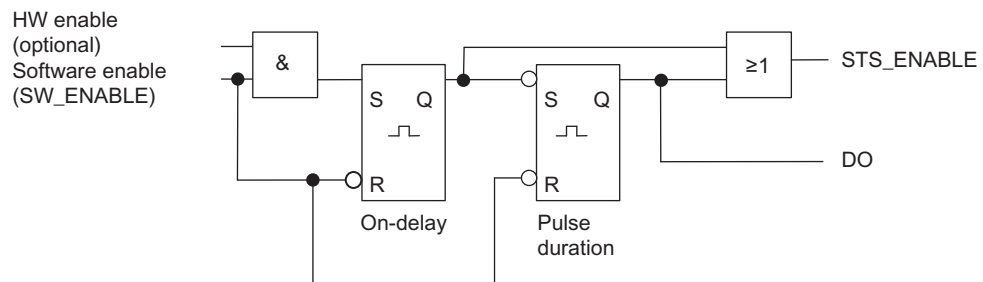 HW enable
(optional)
Software enable
(SW_ENABLE)
&
S Q
R
On-delay
S Q
R
Pulse
duration
≥1
STS_ENABLE
DO